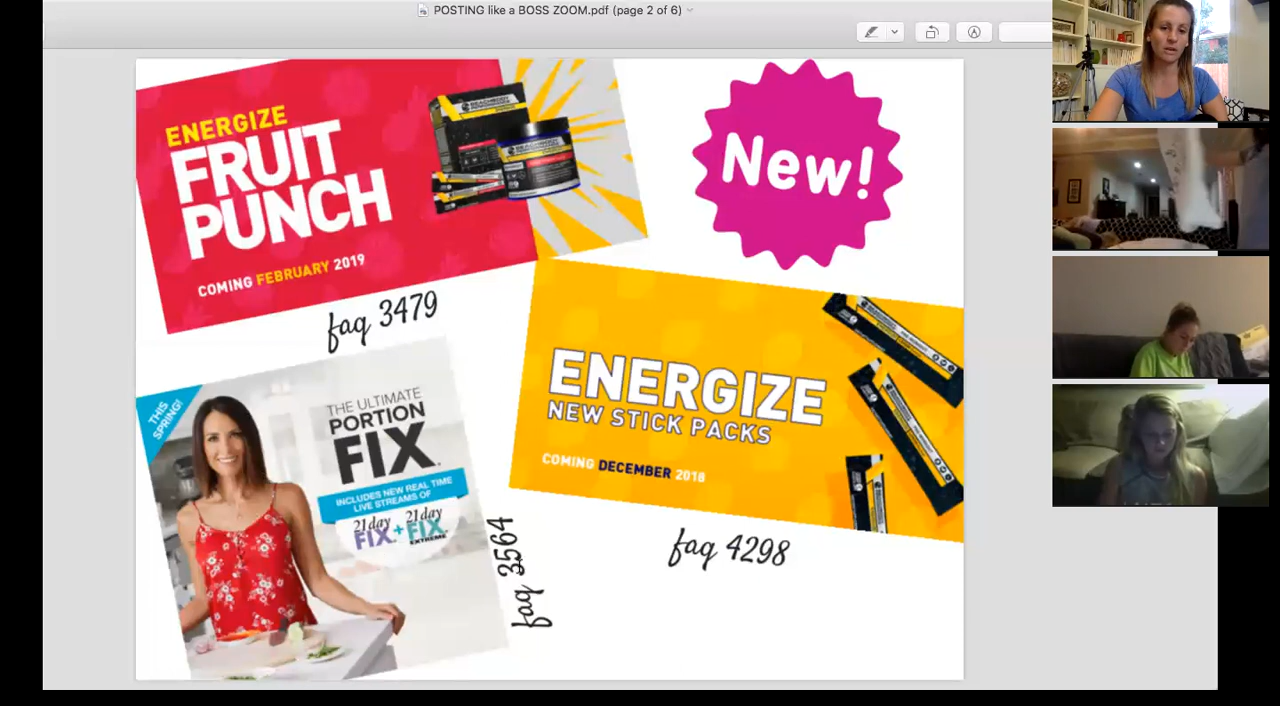 POSTING like a BOSS ZOOM.pdf (page 2 of 6)
ENERGIZE
FRUIT
PUNCH
COMING FEBRUARY 2019
New!
faq 3479
THIS
SPRING!
THE ULTIMATE
PORTION
FIX
INCLUDES NEW REAL TIME
LIVE STREAMS OF
21 day
FIX
+
21 day
FIX
EXTREME
faq 3564
ENERGIZE
NEW STICK PACKS
COMING DECEMBER 2018
faq 4298